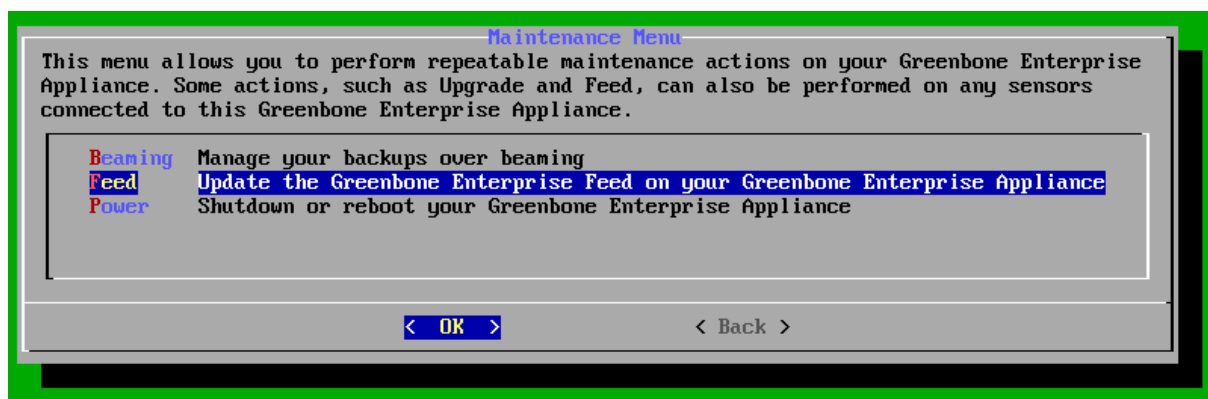 Maintenance Menu
This menu allows you to perform repeatable maintenance actions on your Greenbone Enterprise
Appliance. Some actions, such as Upgrade and Feed, can also be performed on any sensors
connected to this Greenbone Enterprise Appliance.
Beaming Manage your backups over beaming
Feed Update the Greenbone Enterprise Feed on your Greenbone Enterprise Appliance
Power Shutdown or reboot your Greenbone Enterprise Appliance
< OK > < Back >